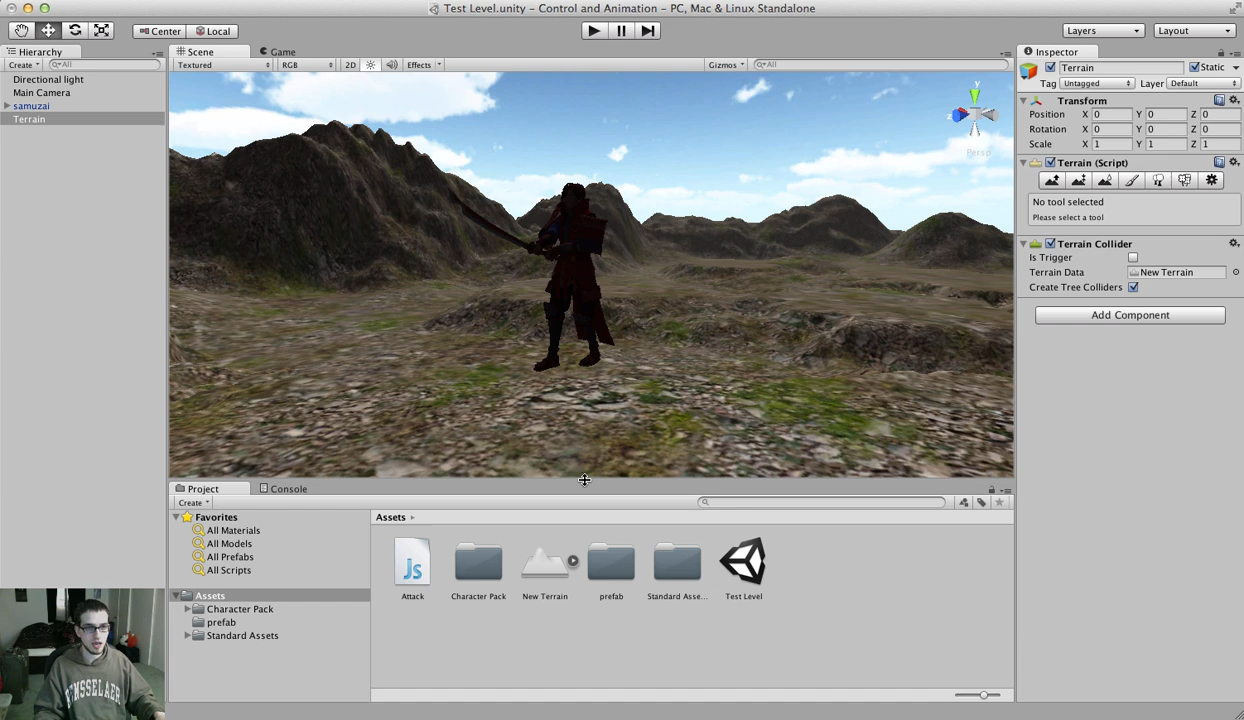 Test Level.unity – Control and Animation – PC, Mac & Linux Standalone
Center Local Layers Layout
Hierarchy
Create All
Directional light
Main Camera
samuzai
Terrain
Scene Game
Textured RGB 2D Effects Gizmos All
y
z
Persp
Inspector
Terrain Static
Tag Untagged Layer Default
Transform
Position X 0 Y 0 Z 0
Rotation X 0 Y 0 Z 0
Scale X 1 Y 1 Z 1
Terrain (Script)
No tool selected
Please select a tool
Terrain Collider
Is Trigger
Terrain Data New Terrain
Create Tree Colliders
Add Component
Project Console
Create
Favorites
All Materials
All Models
All Prefabs
All Scripts
Assets
Character Pack
prefab
Standard Assets
Assets
Js
Attack
Character Pack
New Terrain
prefab
Standard Asse...
Test Level
RENSSELAER